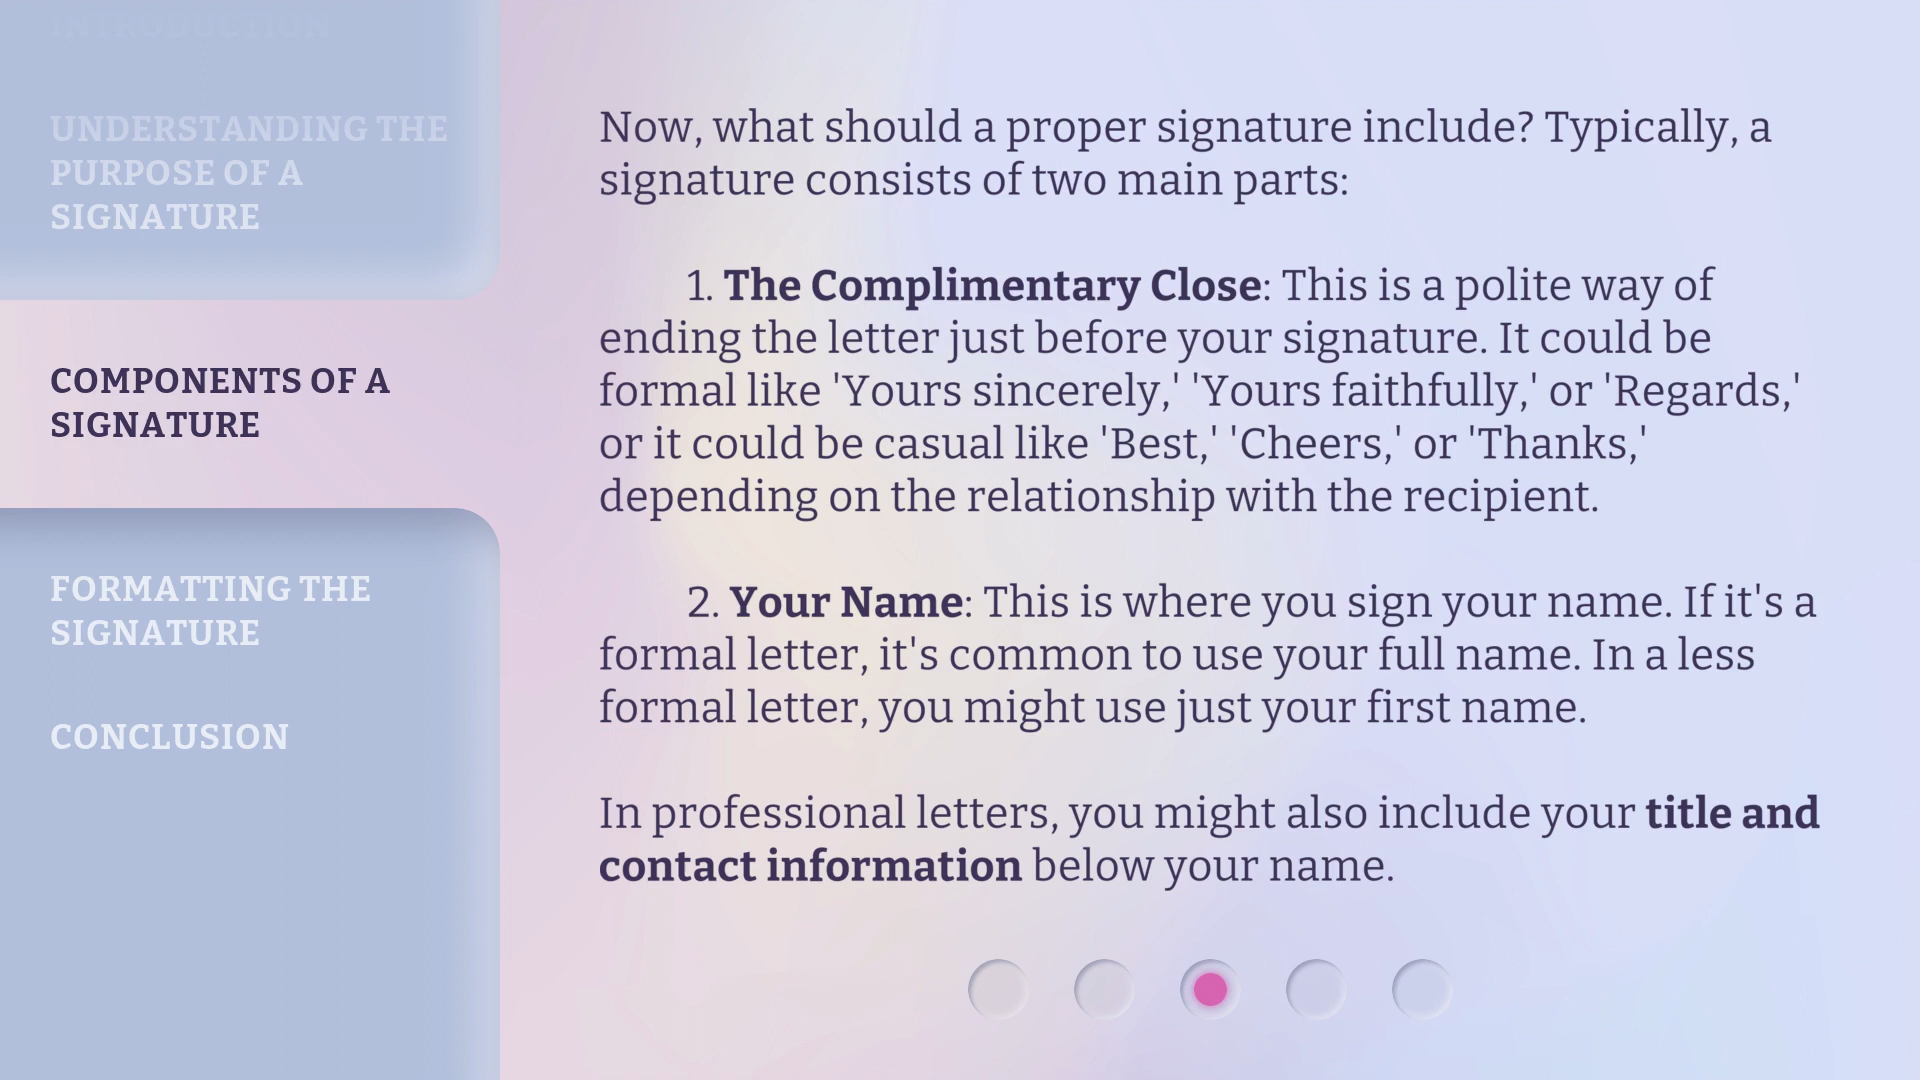 INTRODUCTION
UNDERSTANDING THE
PURPOSE OF A
SIGNATURE
COMPONENTS OF A
SIGNATURE
FORMATTING THE
SIGNATURE
CONCLUSION
Now, what should a proper signature include? Typically, a
signature consists of two main parts:
1. The Complimentary Close: This is a polite way of
ending the letter just before your signature. It could be
formal like 'Yours sincerely,' 'Yours faithfully,' or 'Regards,'
or it could be casual like 'Best,' 'Cheers,' or 'Thanks,'
depending on the relationship with the recipient.
2. Your Name: This is where you sign your name. If it's a
formal letter, it's common to use your full name. In a less
formal letter, you might use just your first name.
In professional letters, you might also include your title and
contact information below your name.